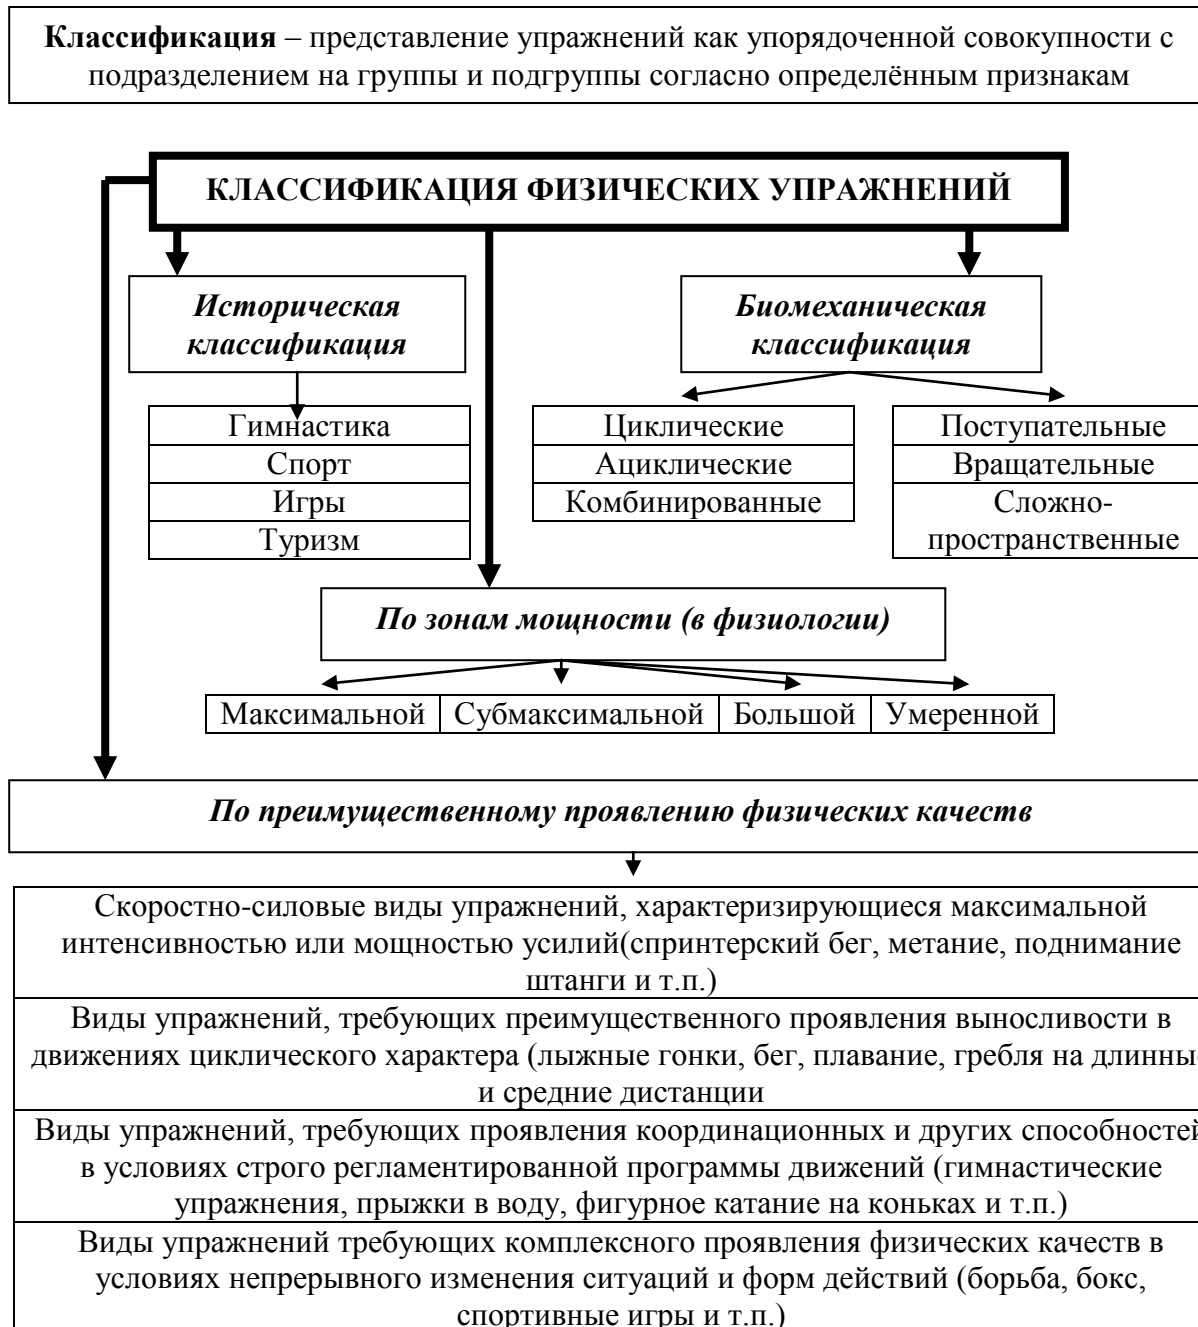 Классификация – представление упражнений как упорядоченной совокупности с
подразделением на группы и подгруппы согласно определённым признакам
КЛАССИФИКАЦИЯ ФИЗИЧЕСКИХ УПРАЖНЕНИЙ
Историческая
классификация
Биомеханическая
классификация
Гимнастика
Спорт
Игры
Туризм
Циклические
Ациклические
Комбинированные
Поступательные
Вращательные
Сложно-
пространственные
По зонам мощности (в физиологии)
Максимальной Субмаксимальной Большой Умеренной
По преимущественному проявлению физических качеств
Скоростно-силовые виды упражнений, характеризирующиеся максимальной
интенсивностью или мощностью усилий(спринтерский бег, метание, поднимание
штанги и т.п.)
Виды упражнений, требующих преимущественного проявления выносливости в
движениях циклического характера (лыжные гонки, бег, плавание, гребля на длинные
и средние дистанции
Виды упражнений, требующих проявления координационных и других способностей
в условиях строго регламентированной программы движений (гимнастические
упражнения, прыжки в воду, фигурное катание на коньках и т.п.)
Виды упражнений требующих комплексного проявления физических качеств в
условиях непрерывного изменения ситуаций и форм действий (борьба, бокс,
спортивные игры и т.п.)